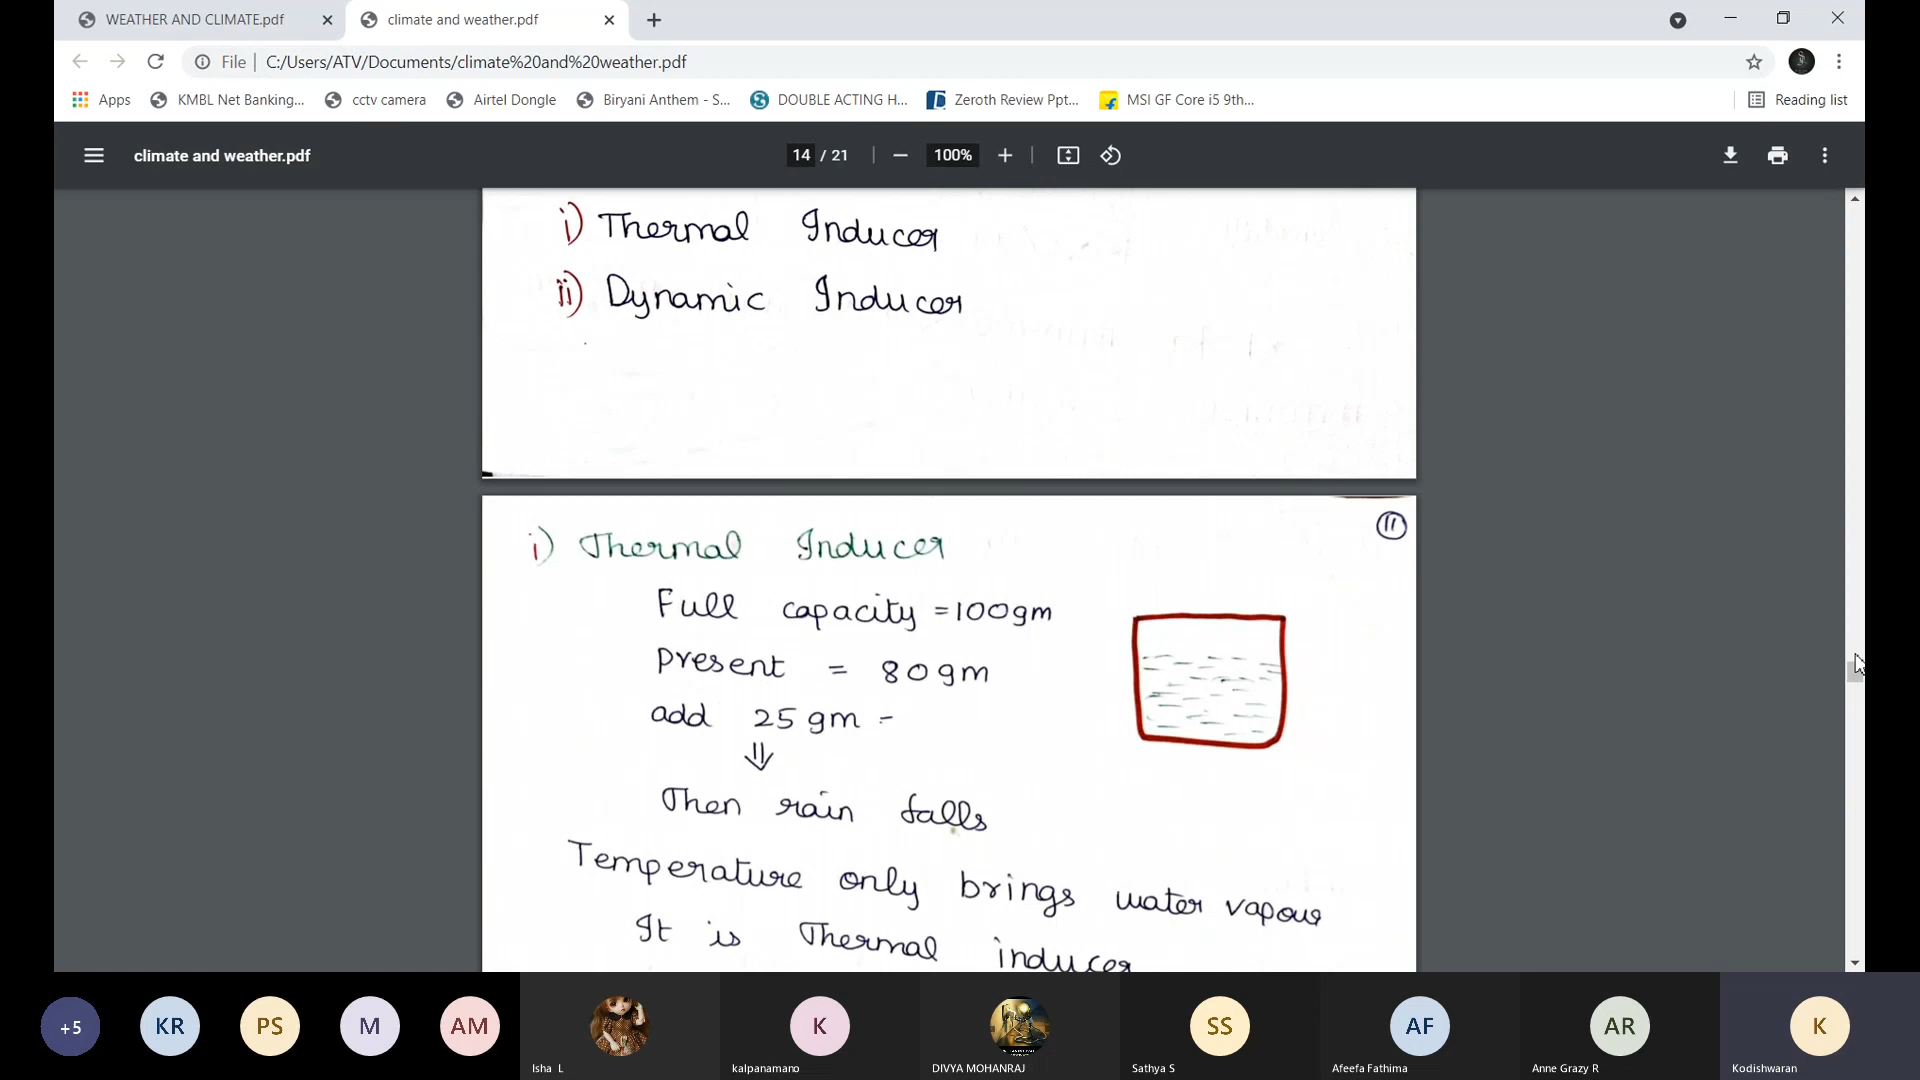 WEATHER AND CLIMATE.pdf
climate and weather.pdf
File
C:/Users/ATV/Documents/climate%20and%20weather.pdf
Apps
KMBL Net Banking...
cctv camera
Airtel Dongle
Biryani Anthem - S...
DOUBLE ACTING H...
Zeroth Review Ppt...
MSI GF Core i5 9th...
Reading list
climate and weather.pdf
14 / 21
100%
i) Thermal Inducer
ii) Dynamic Inducer
11
i) Thermal Inducer
Full capacity = 100gm
present = 80gm
add 25gm -
⇓
Then rain falls
Temperature only brings water vapour
It is Thermal inducer
+5
KR
PS
M
AM
K
SS
AF
AR
K
Isha L
kalpanamano
DIVYA MOHANRAJ
Sathya S
Afeefa Fathima
Anne Grazy R
Kodishwaran